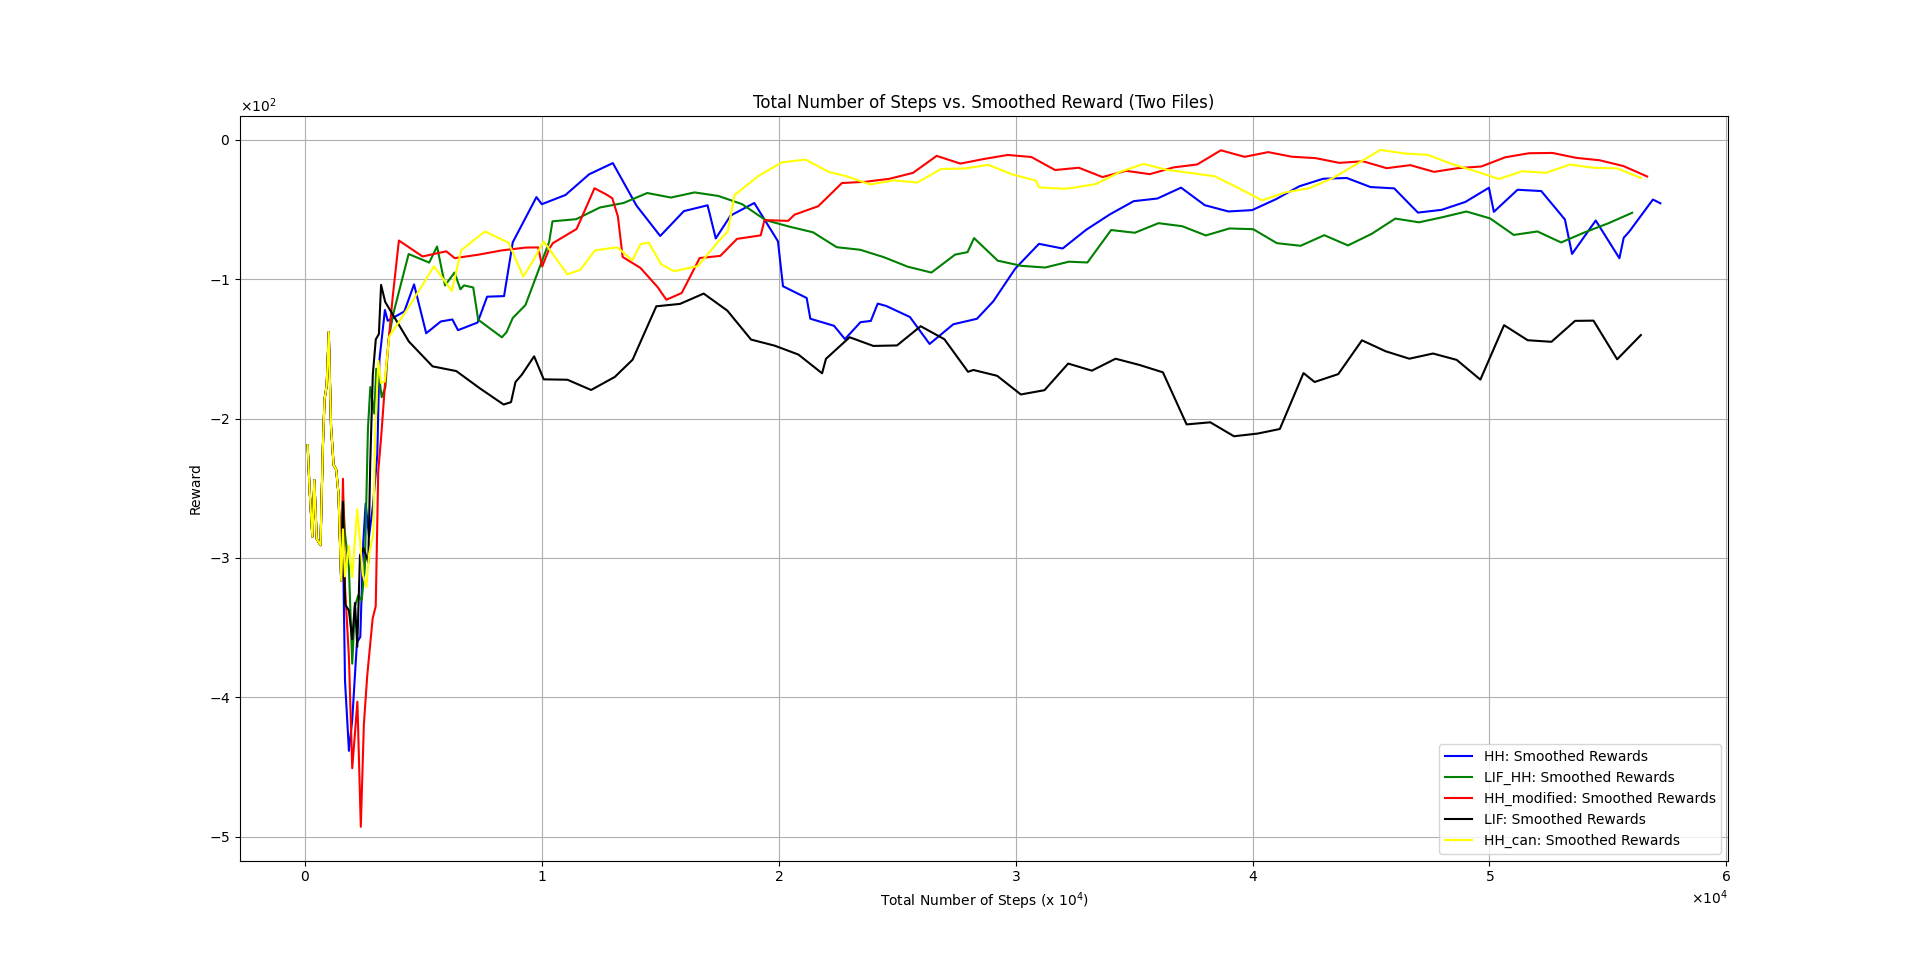 Total Number of Steps vs. Smoothed Reward (Two Files)
×10²
0
−1
−2
−3
−4
−5
Reward
0 1 2 3 4 5 6
Total Number of Steps (x 10⁴)
×10⁴
HH: Smoothed Rewards
LIF_HH: Smoothed Rewards
HH_modified: Smoothed Rewards
LIF: Smoothed Rewards
HH_can: Smoothed Rewards